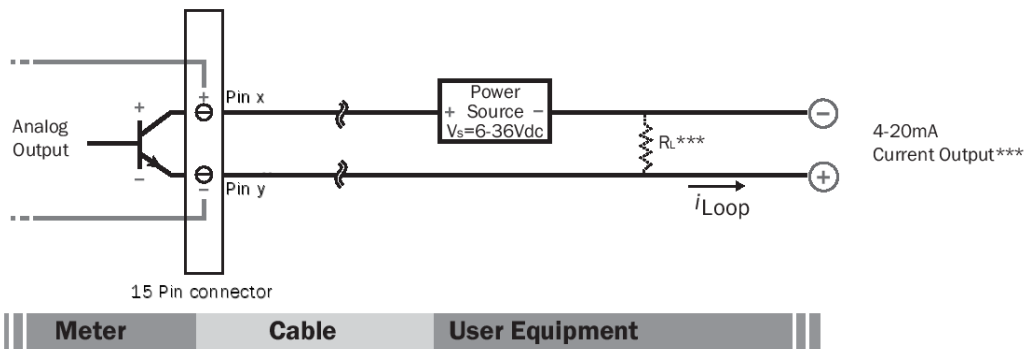 Analog
Output
+
−
+
Pin x
−
Pin y
Power
+ Source −
Vs=6-36Vdc
RL***
iLoop
−
+
4-20mA
Current Output***
15 Pin connector
Meter
Cable
User Equipment